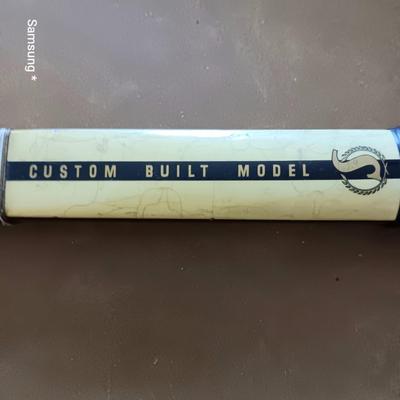 CUSTOM BUILT MODEL S
Samsung *